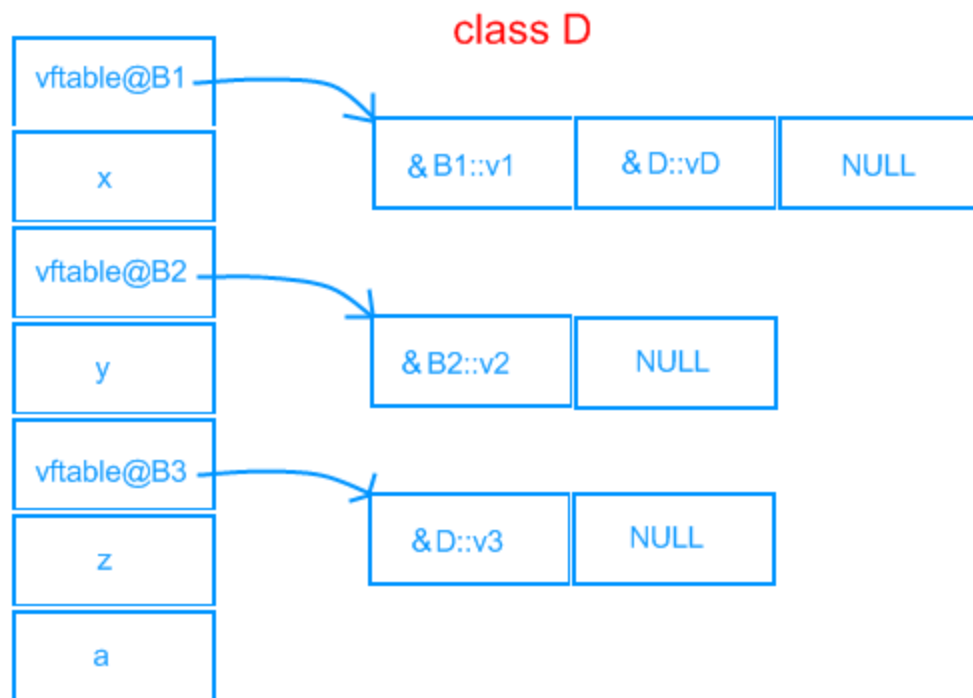 class D
vftable@B1
x
vftable@B2
y
vftable@B3
z
a
&B1::v1
&D::vD
NULL
&B2::v2
NULL
&D::v3
NULL